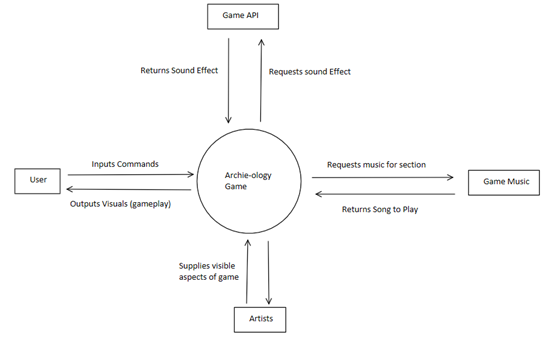 Game API
Returns Sound Effect
Requests sound Effect
Inputs Commands
Archie-ology
Game
Requests music for section
User
Game Music
Outputs Visuals (gameplay)
Returns Song to Play
Supplies visible
aspects of game
Artists